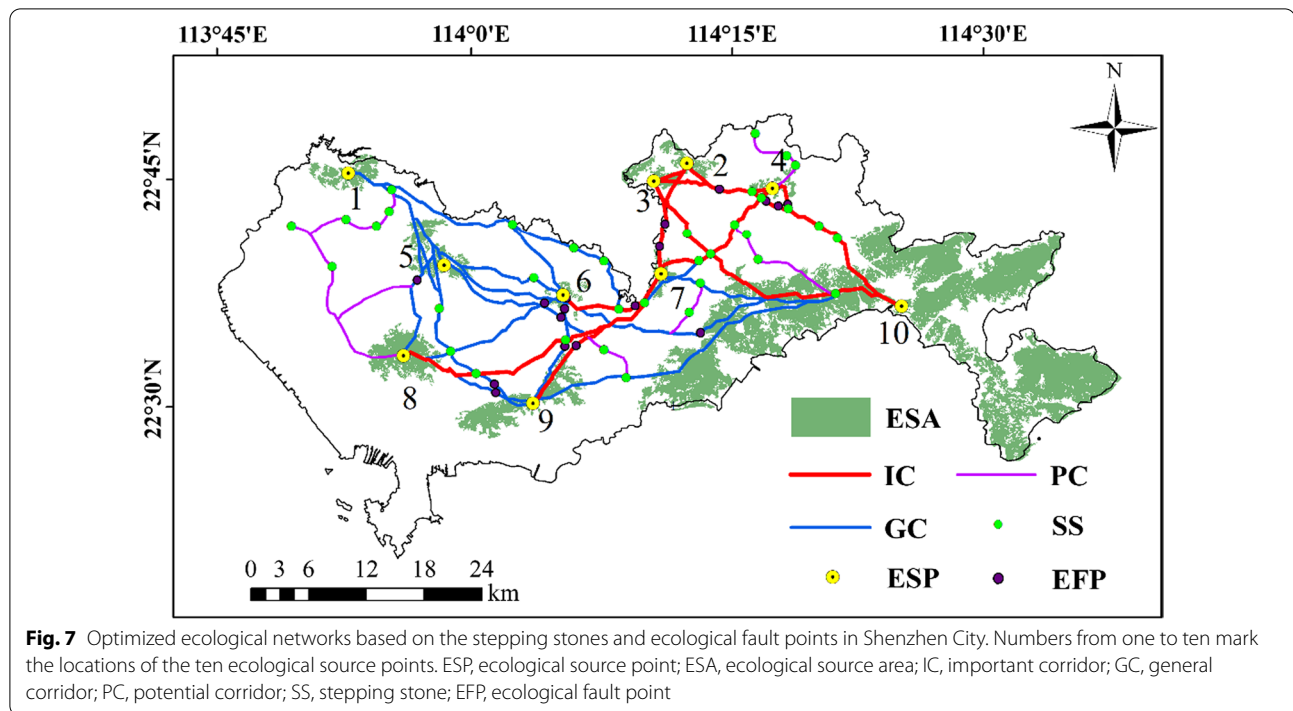 113°45'E 114°0'E 114°15'E 114°30'E
N
22°45'N
22°30'N
1
2
3
4
5
6
7
8
9
10
ESA
IC PC
GC SS
ESP EFP
0 3 6 12 18 24
km
Fig. 7 Optimized ecological networks based on the stepping stones and ecological fault points in Shenzhen City. Numbers from one to ten mark
the locations of the ten ecological source points. ESP, ecological source point; ESA, ecological source area; IC, important corridor; GC, general
corridor; PC, potential corridor; SS, stepping stone; EFP, ecological fault point